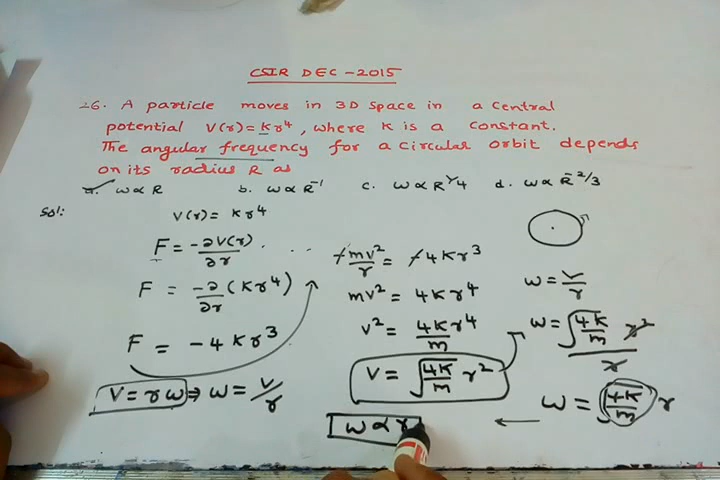 CSIR DEC -2015
26. A particle moves in 3D space in a central
potential V(r) = kr⁴, where K is a constant.
The angular frequency for a circular orbit depends
on its radius R as
a. ω∝R b. ω∝R⁻¹ c. ω∝R^1/4 d. ω∝R^-2/3
Sol:
V(r) = Kr⁴
F = -∂V(r)/∂r
F = -∂/∂r (Kr⁴)
F = -4Kr³
V = rω ⇒ ω = V/r
-mv²/r = -4Kr³
mv² = 4Kr⁴
v² = 4Kr⁴/m
V = √(4K/m) r²
ω = V/r
ω = √(4K/m) r²/r
ω = √(4K/m) r
ω ∝ r